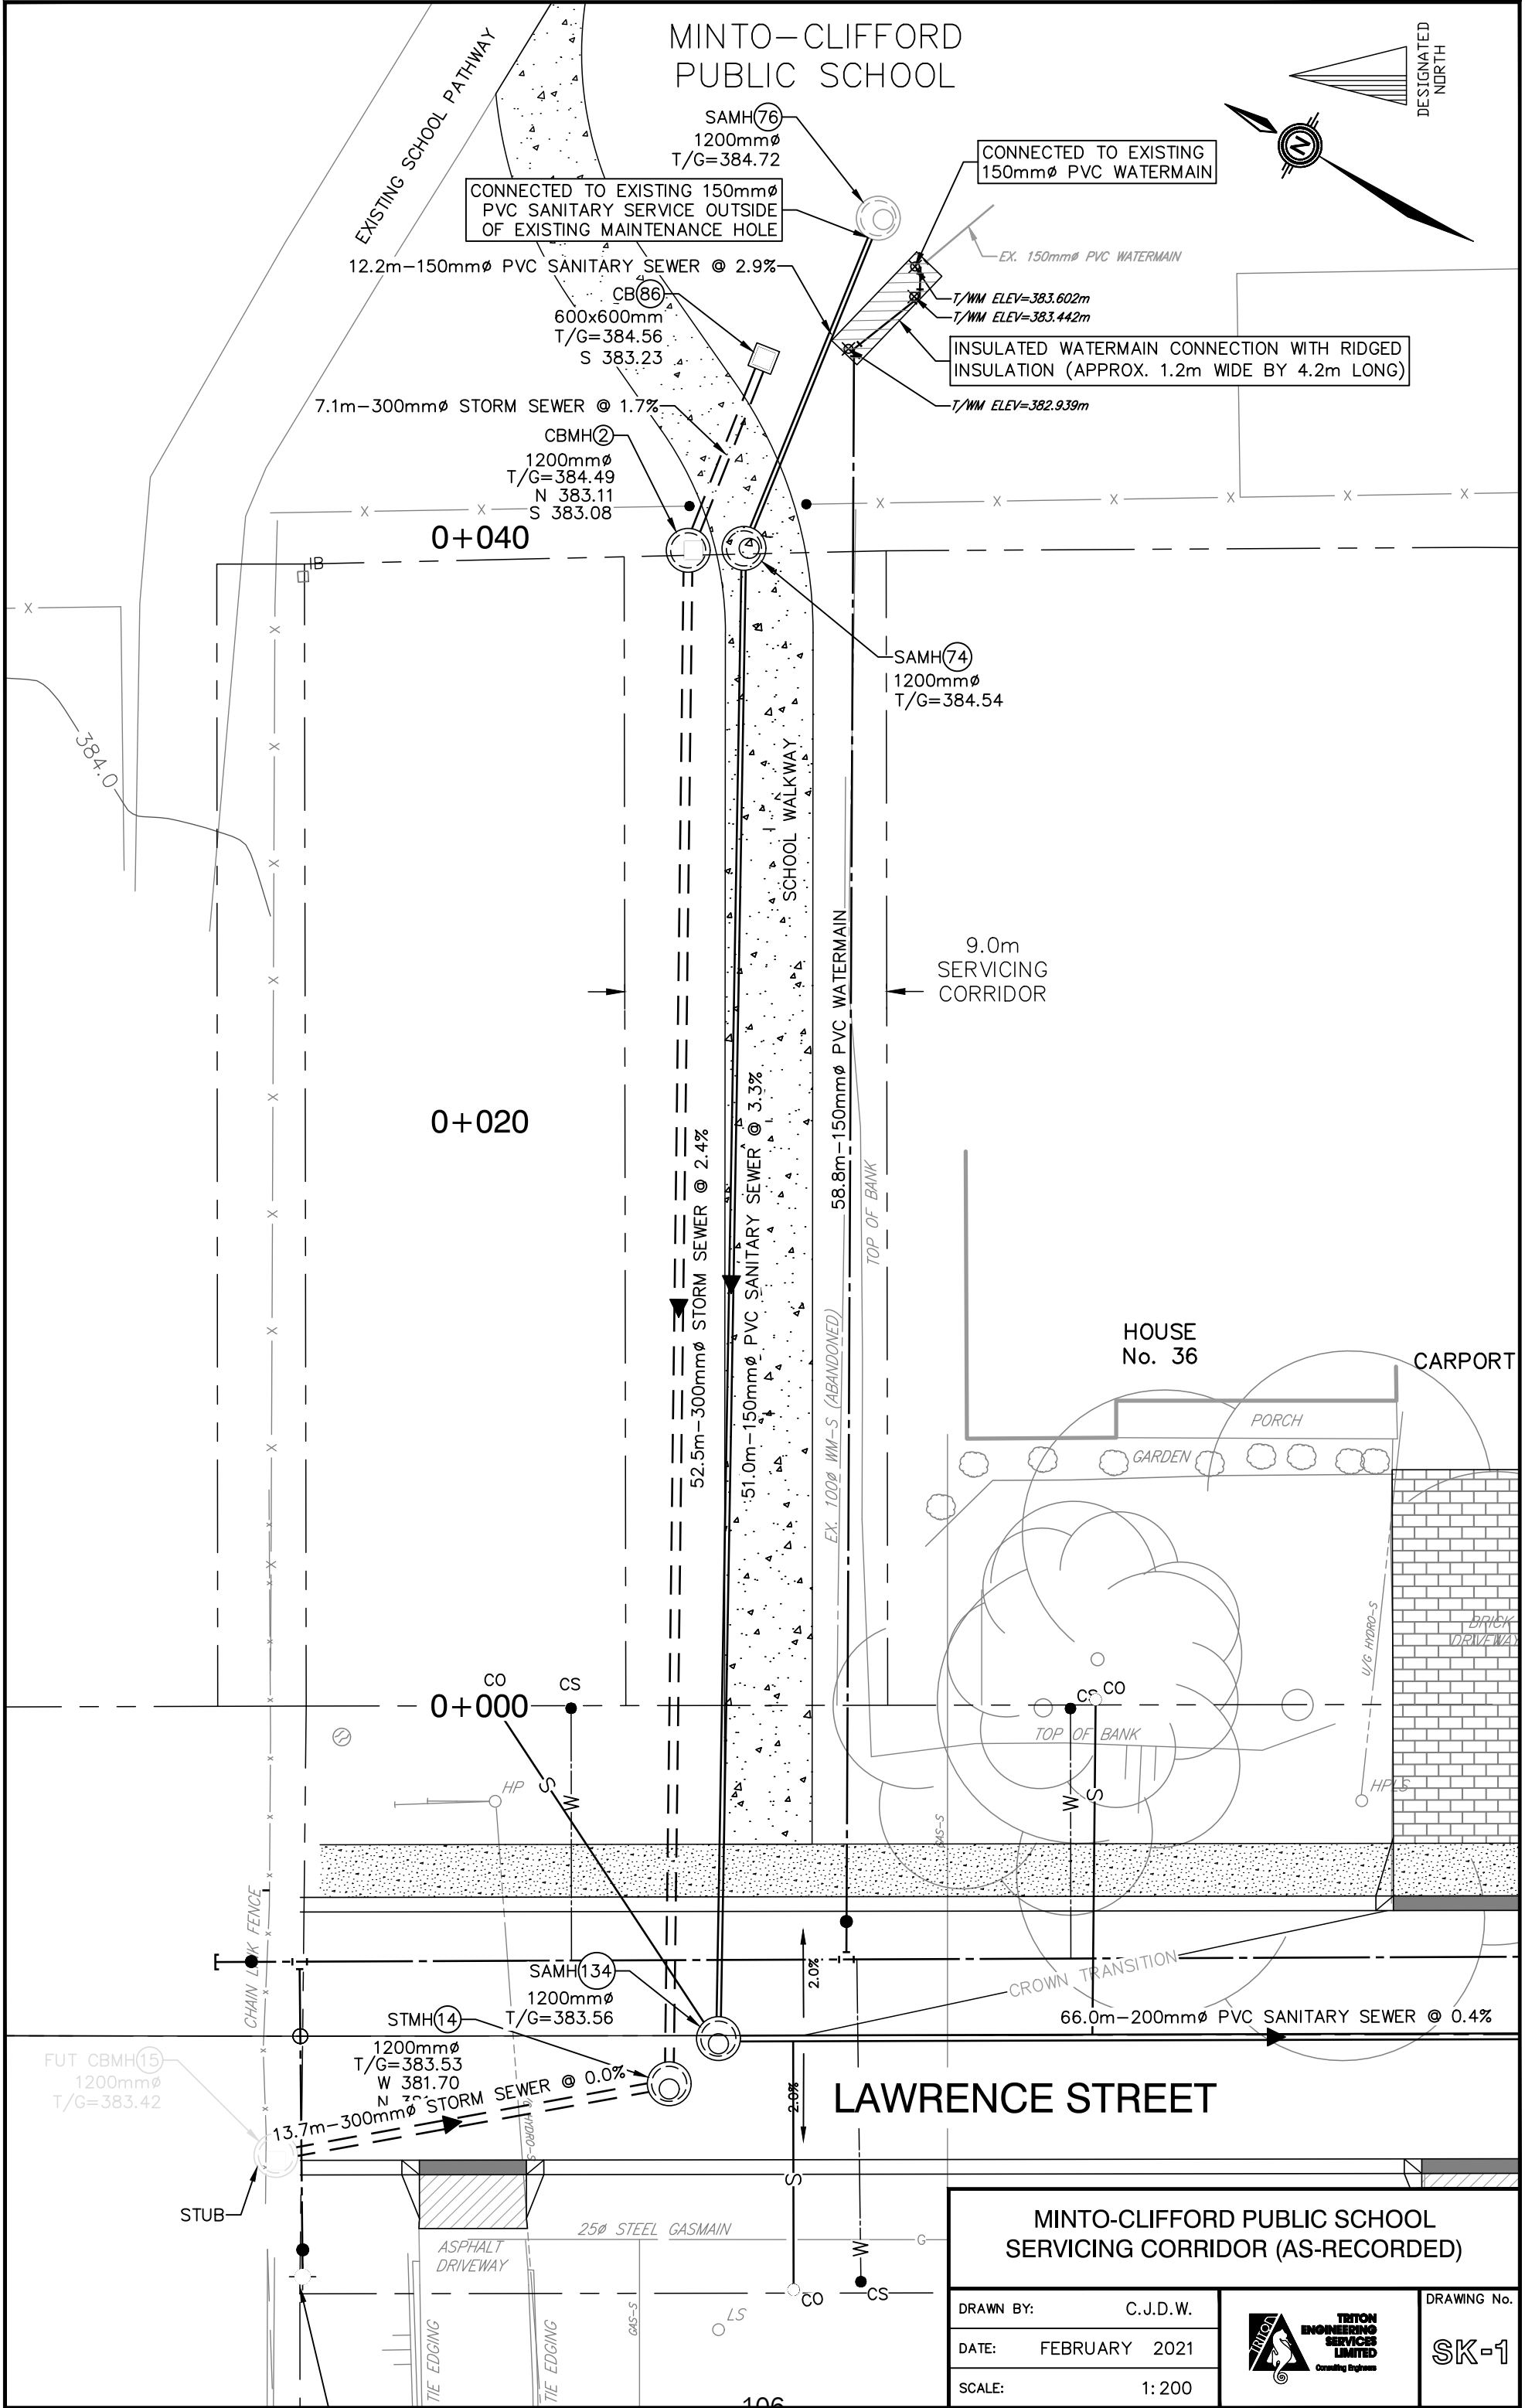 MINTO-CLIFFORD
PUBLIC SCHOOL
DESIGNATED
NORTH
N
EXISTING SCHOOL PATHWAY
SAMH 76
1200mmø
T/G=384.72
CONNECTED TO EXISTING
150mmø PVC WATERMAIN
CONNECTED TO EXISTING 150mmø
PVC SANITARY SERVICE OUTSIDE
OF EXISTING MAINTENANCE HOLE
EX. 150mmø PVC WATERMAIN
12.2m-150mmø PVC SANITARY SEWER @ 2.9%
T/WM ELEV=383.602m
T/WM ELEV=383.442m
CB 86
600x600mm
T/G=384.56
S 383.23
INSULATED WATERMAIN CONNECTION WITH RIDGED
INSULATION (APPROX. 1.2m WIDE BY 4.2m LONG)
T/WM ELEV=382.939m
7.1m-300mmø STORM SEWER @ 1.7%
CBMH 2
1200mmø
T/G=384.49
N 383.11
S 383.08
X X X X X X X X
0+040
IB
X
SAMH 74
1200mmø
T/G=384.54
384.0
SCHOOL WALKWAY
9.0m
SERVICING
CORRIDOR
58.8m-150mmø PVC WATERMAIN
0+020
52.5m-300mmø STORM SEWER @ 2.4%
51.0m-150mmø PVC SANITARY SEWER @ 3.3%
TOP OF BANK
EX. 100ø WM-S (ABANDONED)
HOUSE
No. 36
CARPORT
PORCH
GARDEN
U/G HYDRO-S
BRICK
DRIVEWAY
CO
CS
0+000
CS CO
TOP OF BANK
HP
S
W
W
S
HP
LS
GAS-S
CHAIN LINK FENCE
SAMH 134
1200mmø
T/G=383.56
2.0%
CROWN TRANSITION
STMH 14
1200mmø
T/G=383.53
W 381.70
N
66.0m-200mmø PVC SANITARY SEWER @ 0.4%
FUT CBMH 15
1200mmø
T/G=383.42
13.7m-300mmø STORM SEWER @ 0.0%
2.0%
LAWRENCE STREET
STUB
S
W
25ø STEEL GASMAIN
G
ASPHALT
DRIVEWAY
GAS-S
CO
CS
LS
TIE EDGING
TIE EDGING
106
MINTO-CLIFFORD PUBLIC SCHOOL
SERVICING CORRIDOR (AS-RECORDED)
DRAWN BY: C.J.D.W.
DATE: FEBRUARY 2021
SCALE: 1:200
TRITON
TRITON
ENGINEERING
SERVICES
LIMITED
Consulting Engineers
DRAWING No.
SK-1